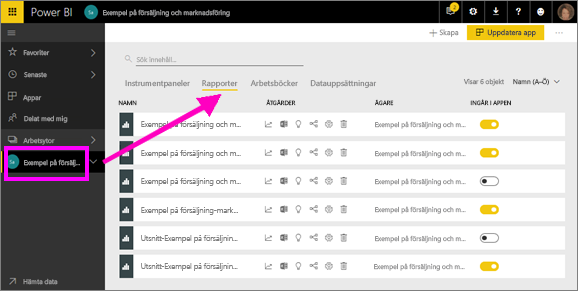 Power BI Sa Exempel på försäljning och marknadsföring 2
+ Skapa Uppdatera app ...
Favoriter
Senaste
Appar
Delat med mig
Arbetsytor
Sa Exempel på försälj...
Hämta data
Sök innehåll...
Instrumentpaneler Rapporter Arbetsböcker Datauppsättningar Visar 6 objekt Namn (A–Ö)
NAMN ÅTGÄRDER ÄGARE INGÅR I APPEN
Exempel på försäljning och m... Exempel på försäljning och m...
Exempel på försäljning och m... Exempel på försäljning och m...
Exempel på försäljning och m... Exempel på försäljning och m...
Exempel på försäljning-mark... Exempel på försäljning och m...
Utsnitt-Exempel på försäljnin... Exempel på försäljning och m...
Utsnitt-Exempel på försäljnin... Exempel på försäljning och m...